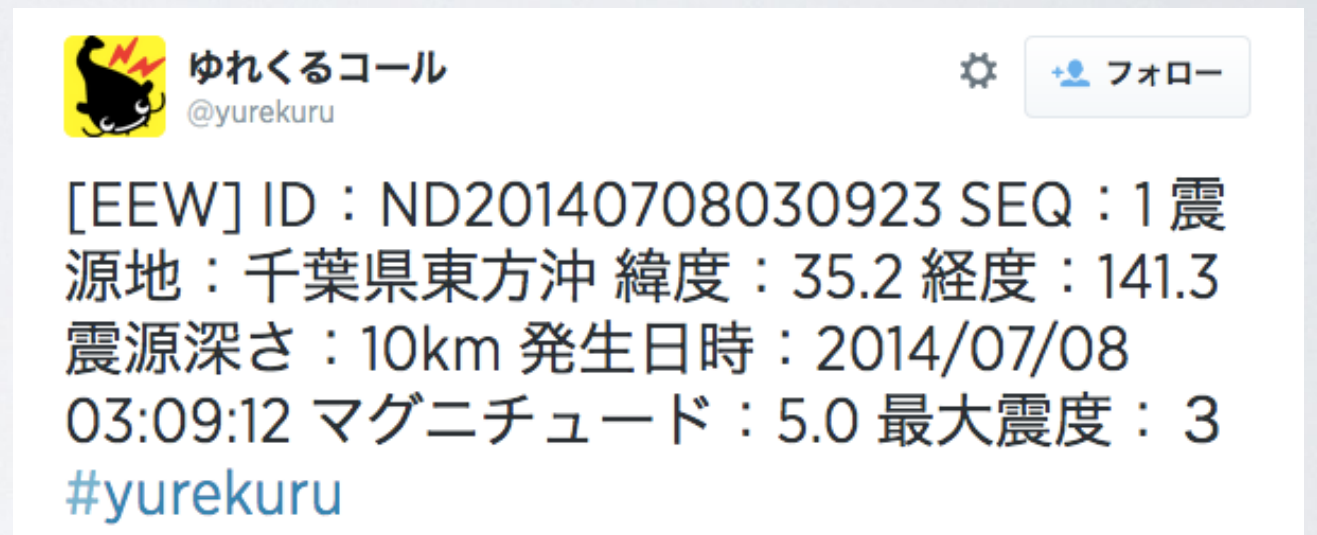 ゆれくるコール
@yurekuru
フォロー
[EEW] ID：ND20140708030923 SEQ：1 震
源地：千葉県東方沖 緯度：35.2 経度：141.3
震源深さ：10km 発生日時：2014/07/08
03:09:12 マグニチュード：5.0 最大震度：３
#yurekuru